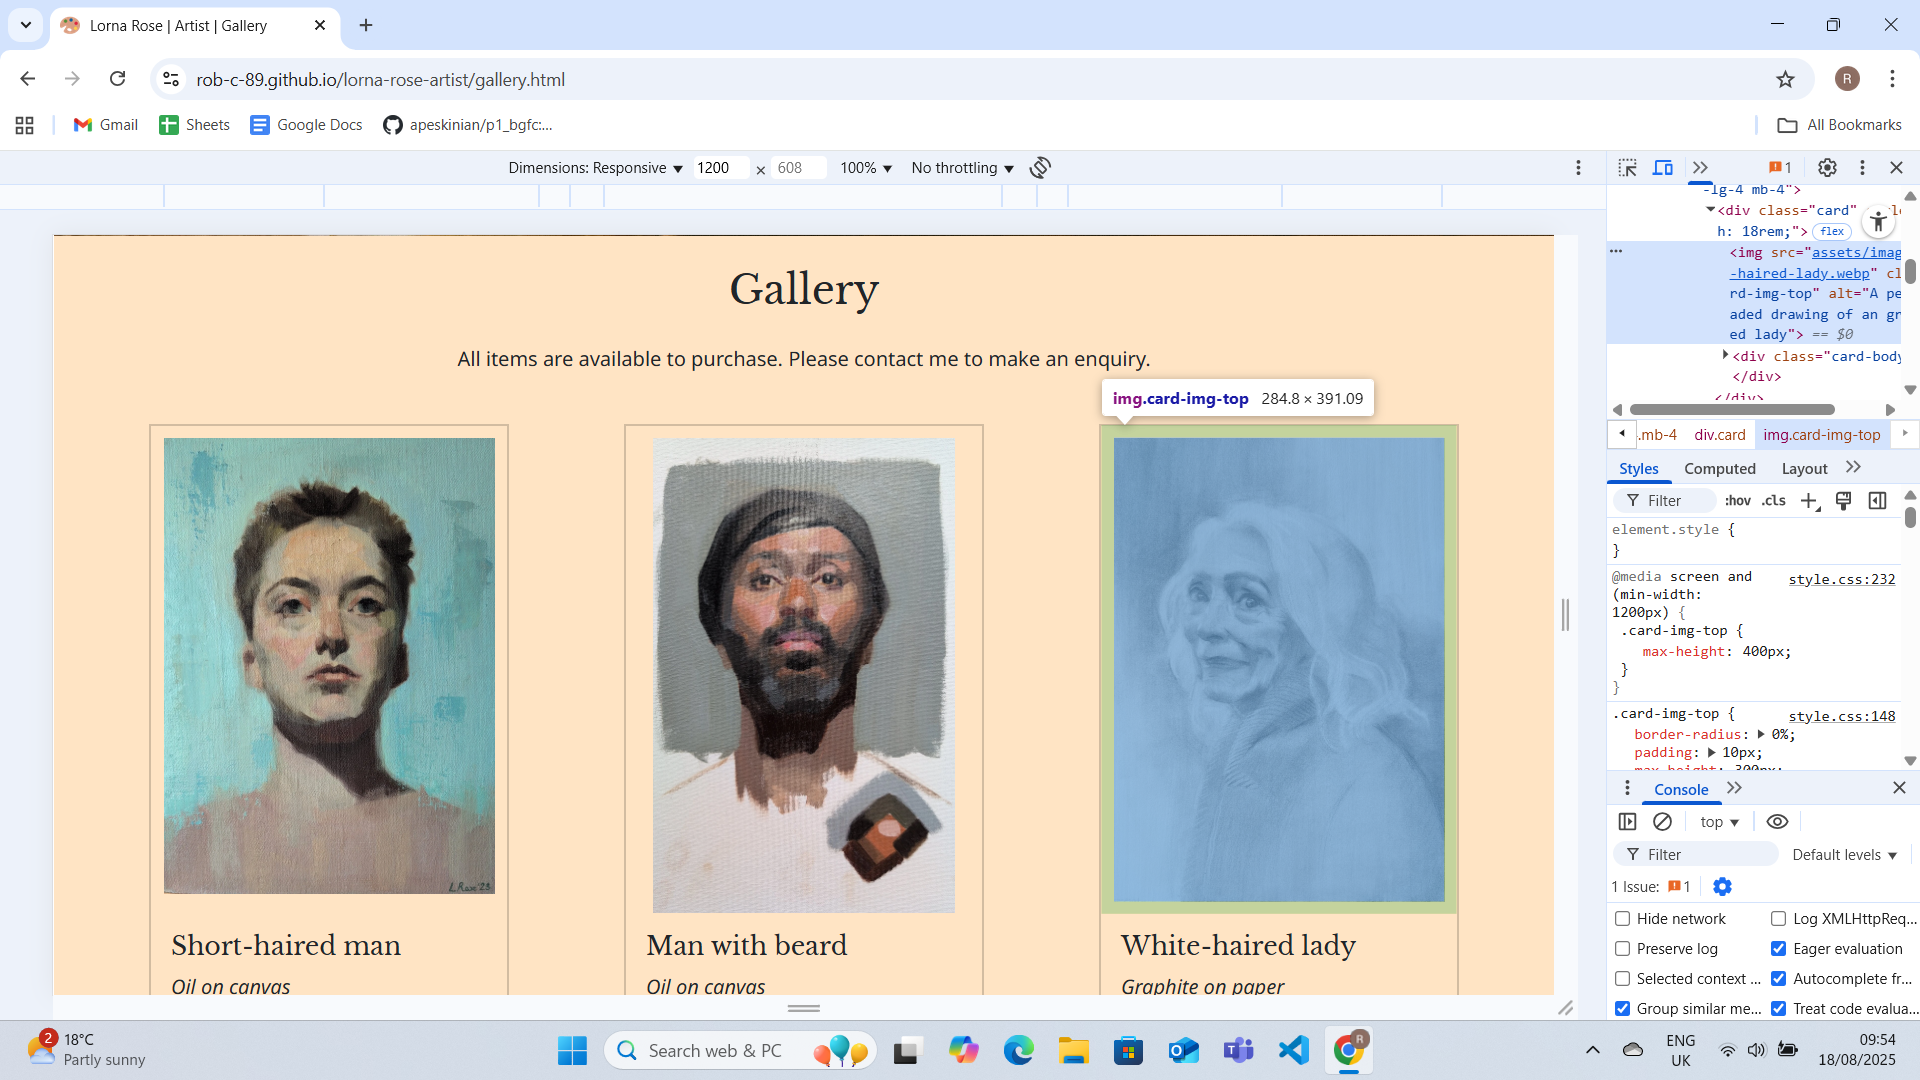 Lorna Rose | Artist | Gallery
rob-c-89.github.io/lorna-rose-artist/gallery.html
R
Gmail
Sheets
Google Docs
apeskinian/p1_bgfc:...
All Bookmarks
Dimensions: Responsive 1200 × 608 100% No throttling
1
-lg-4 mb-4">
<div class="card"
h: 18rem;"> flex
<img src="assets/imag
-haired-lady.webp" cl
rd-img-top" alt="A pe
aded drawing of an gr
ed lady"> == $0
<div class="card-body
</div>
</div>
.mb-4 div.card img.card-img-top
Styles Computed Layout
Filter :hov .cls
element.style {
}
@media screen and style.css:232
(min-width:
1200px) {
.card-img-top {
max-height: 400px;
}
}
.card-img-top { style.css:148
border-radius: 0%;
padding: 10px;
max-height: 300px;
Console
top
Filter Default levels
1 Issue: 1
Hide network Log XMLHttpReq...
Preserve log Eager evaluation
Selected context ... Autocomplete fr...
Group similar me... Treat code evalua...
Gallery
All items are available to purchase. Please contact me to make an enquiry.
img.card-img-top 284.8 × 391.09
L Rose '23
Short-haired man
Oil on canvas
Man with beard
Oil on canvas
White-haired lady
Graphite on paper
2
18°C
Partly sunny
Search web & PC
R
ENG
UK
09:54
18/08/2025